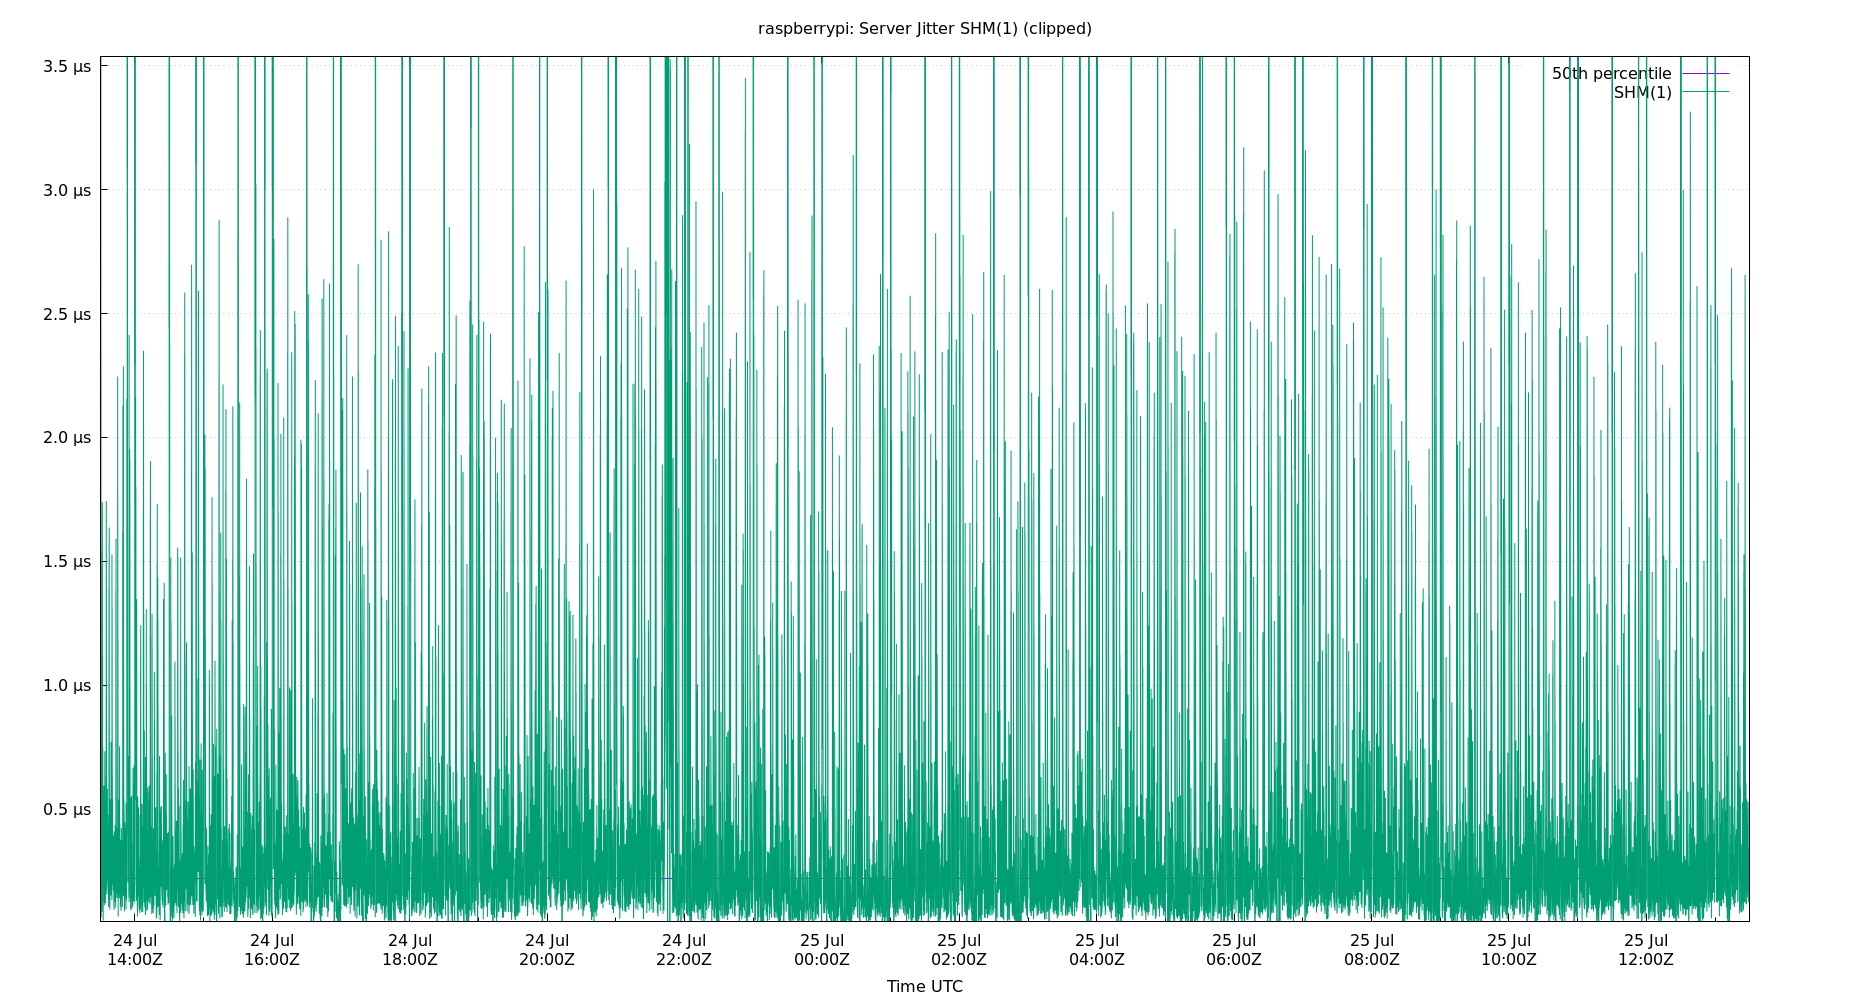 raspberrypi: Server Jitter SHM(1) (clipped)
3.5 µs
3.0 µs
2.5 µs
2.0 µs
1.5 µs
1.0 µs
0.5 µs
50th percentile
SHM(1)
24 Jul 24 Jul 24 Jul 24 Jul 24 Jul 25 Jul 25 Jul 25 Jul 25 Jul 25 Jul 25 Jul 25 Jul
14:00Z 16:00Z 18:00Z 20:00Z 22:00Z 00:00Z 02:00Z 04:00Z 06:00Z 08:00Z 10:00Z 12:00Z
Time UTC